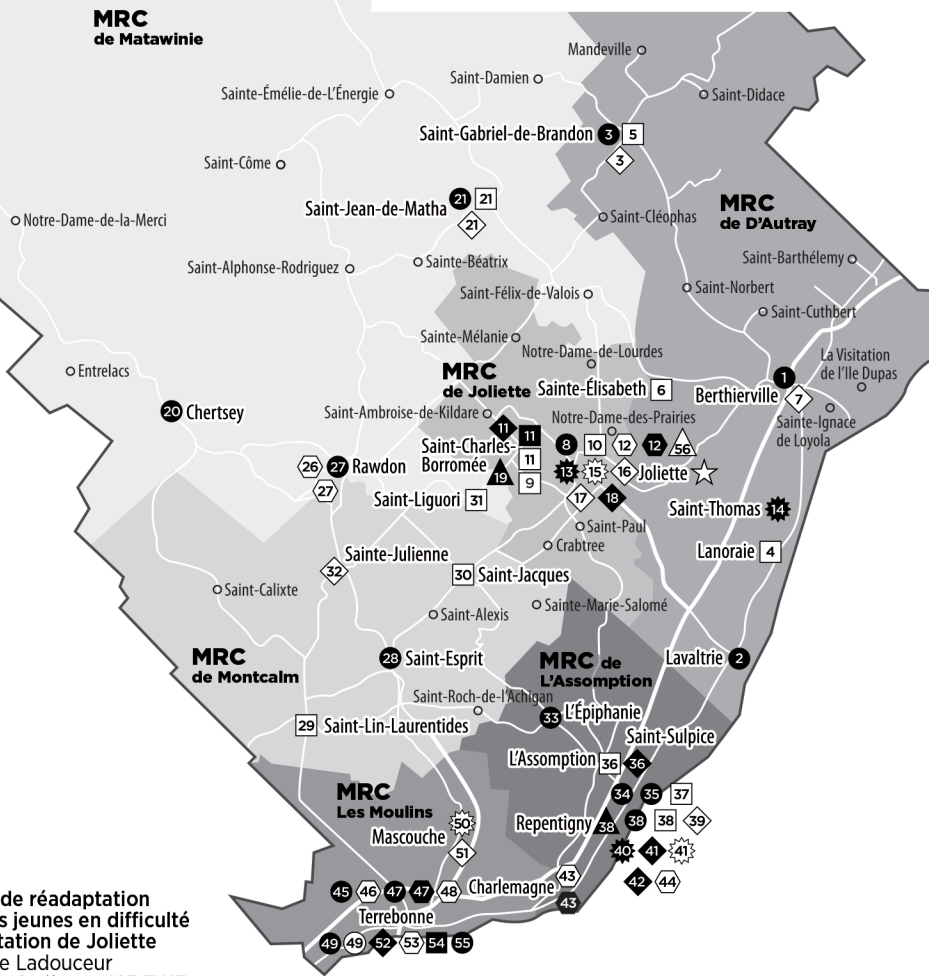 MRC
de Matawinie
Mandeville
Saint-Damien
Sainte-Émélie-de-L'Énergie
Saint-Didace
Saint-Gabriel-de-Brandon 3 5
3
Saint-Côme
Saint-Jean-de-Matha 21 21
21
MRC
de D'Autray
Notre-Dame-de-la-Merci
Saint-Cléophas
Saint-Barthélemy
Saint-Alphonse-Rodriguez
Sainte-Béatrix
Saint-Norbert
Saint-Félix-de-Valois
Saint-Cuthbert
Sainte-Mélanie
Notre-Dame-de-Lourdes
La Visitation
de l'Ile Dupas
Entrelacs
MRC
de Joliette
Sainte-Élisabeth 6
1
Berthierville 7
20 Chertsey
Saint-Ambroise-de-Kildare
Notre-Dame-des-Prairies
Sainte-Ignace
de Loyola
11 11
Saint-Charles-
Borromée 11
19 9
8 10 12 12 56
13 15 16 Joliette
17 18
26 27 Rawdon
27
Saint-Liguori 31
Saint-Thomas 14
Saint-Paul
Crabtree
Lanoraie 4
Sainte-Julienne
32
30 Saint-Jacques
Saint-Calixte
Saint-Alexis
Sainte-Marie-Salomé
MRC
de Montcalm
28 Saint-Esprit
MRC de
L'Assomption
Lavaltrie 2
Saint-Roch-de-l'Achigan
33 L'Épiphanie
29 Saint-Lin-Laurentides
Saint-Sulpice
L'Assomption 36 36
MRC
Les Moulins
34 35 37
Repentigny 38 38 38 39
Mascouche 50
51
40 41 41
42 44
45 46 47 47 48
Charlemagne 43
43
Terrebonne
49 49 52 53 54 55
de réadaptation
s jeunes en difficulté
tation de Joliette
e Ladouceur